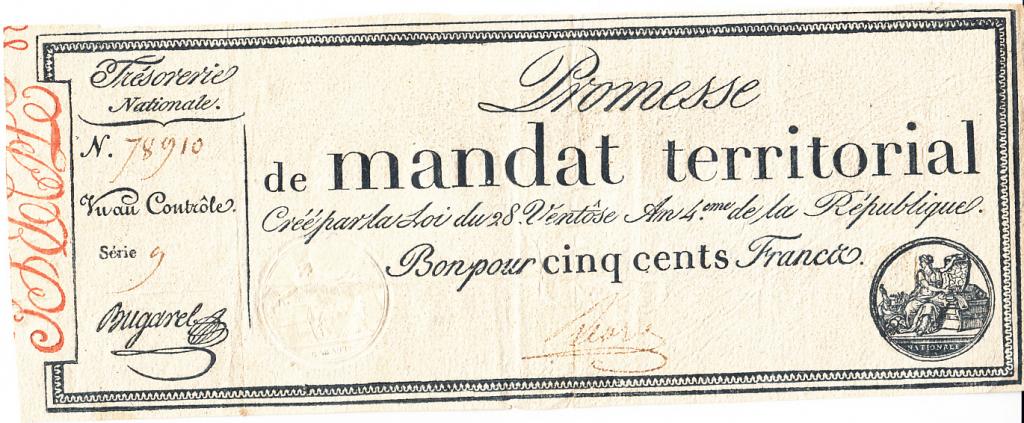 Trésorerie
Nationale.
N. 78910
Vu au Contrôle.
Série 9
Bugarel
Promesse
de mandat territorial
Créé par la Loi du 28. Ventôse An 4.eme de la République.
Bon pour cinq cents Francs.
NATIONALE